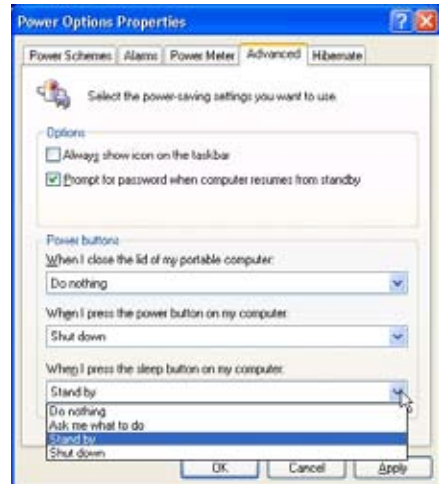 Power Options Properties
Power Schemes Alarms Power Meter Advanced Hibernate
Select the power-saving settings you want to use.
Options
Always show icon on the taskbar
Prompt for password when computer resumes from standby
Power buttons
When I close the lid of my portable computer:
Do nothing
When I press the power button on my computer:
Shut down
When I press the sleep button on my computer:
Stand by
Do nothing
Ask me what to do
Stand by
Shut down
OK Cancel Apply